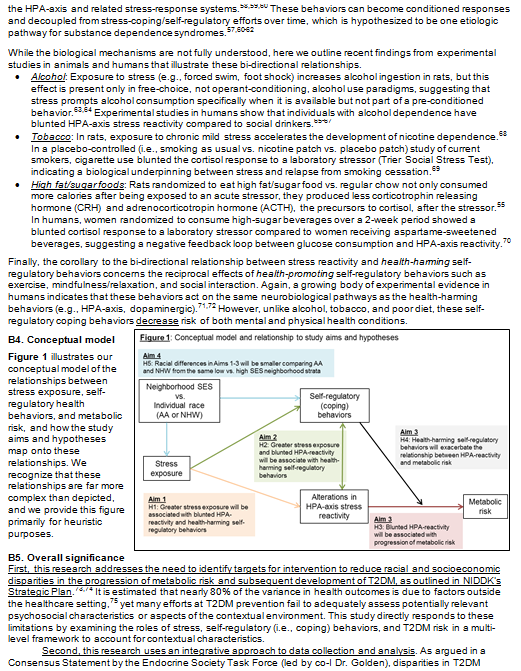 the HPA-axis and related stress-response systems.58,59,60 These behaviors can become conditioned responses
and decoupled from stress-coping/self-regulatory efforts over time, which is hypothesized to be one etiologic
pathway for substance dependence syndromes.57,60-62
While the biological mechanisms are not fully understood, here we outline recent findings from experimental
studies in animals and humans that illustrate these bi-directional relationships.
• Alcohol: Exposure to stress (e.g., forced swim, foot shock) increases alcohol ingestion in rats, but this
effect is present only in free-choice, not operant-conditioning, alcohol use paradigms, suggesting that
stress prompts alcohol consumption specifically when it is available but not part of a pre-conditioned
behavior.63,64 Experimental studies in humans show that individuals with alcohol dependence have
blunted HPA-axis stress reactivity compared to social drinkers.65-67
• Tobacco: In rats, exposure to chronic mild stress accelerates the development of nicotine dependence.68
In a placebo-controlled (i.e., smoking as usual vs. nicotine patch vs. placebo patch) study of current
smokers, cigarette use blunted the cortisol response to a laboratory stressor (Trier Social Stress Test),
indicating a biological underpinning between stress and relapse from smoking cessation.69
• High fat/sugar foods: Rats randomized to eat high fat/sugar food vs. regular chow not only consumed
more calories after being exposed to an acute stressor, they produced less corticotrophin releasing
hormone (CRH) and adrenocorticotropin hormone (ACTH), the precursors to cortisol, after the stressor.55
In humans, women randomized to consume high-sugar beverages over a 2-week period showed a
blunted cortisol response to a laboratory stressor compared to women receiving aspartame-sweetened
beverages, suggesting a negative feedback loop between glucose consumption and HPA-axis reactivity.70
Finally, the corollary to the bi-directional relationship between stress reactivity and health-harming self-
regulatory behaviors concerns the reciprocal effects of health-promoting self-regulatory behaviors such as
exercise, mindfulness/relaxation, and social interaction. Again, a growing body of experimental evidence in
humans indicates that these behaviors act on the same neurobiological pathways as the health-harming
behaviors (e.g., HPA-axis, dopaminergic).71,72 However, unlike alcohol, tobacco, and poor diet, these self-
regulatory coping behaviors decrease risk of both mental and physical health conditions.
B4. Conceptual model
Figure 1 illustrates our
conceptual model of the
relationships between
stress exposure, self-
regulatory health
behaviors, and metabolic
risk, and how the study
aims and hypotheses
map onto these
relationships. We
recognize that these
relationships are far more
complex than depicted,
and we provide this figure
primarily for heuristic
purposes.
Figure 1: Conceptual model and relationship to study aims and hypotheses
Aim 4
H5: Racial differences in Aims 1-3 will be smaller comparing AA
and NHW from the same low vs. high SES neighborhood strata
Neighborhood SES
vs.
Individual race
(AA or NHW)
Self-regulatory
(coping)
behaviors
Aim 2
H2: Greater stress exposure
and blunted HPA-reactivity
will be associate with health-
harming self-regulatory
behaviors
Aim 3
H4: Health-harming self-regulatory
behaviors will exacerbate the
relationship between HPA-reactivity
and metabolic risk
Stress
exposure
Aim 1
H1: Greater stress exposure will be
associated with blunted HPA-
reactivity and health-harming self-
regulatory behaviors
Alterations in
HPA-axis stress
reactivity
Metabolic
risk
Aim 3
H3: Blunted HPA-reactivity
will be associated with
progression of metabolic risk
B5. Overall significance
First, this research addresses the need to identify targets for intervention to reduce racial and socioeconomic
disparities in the progression of metabolic risk and subsequent development of T2DM, as outlined in NIDDK's
Strategic Plan.73,74 It is estimated that nearly 80% of the variance in health outcomes is due to factors outside
the healthcare setting,75 yet many efforts at T2DM prevention fail to adequately assess potentially relevant
psychosocial characteristics or aspects of the contextual environment. This study directly responds to these
limitations by examining the roles of stress, self-regulatory (i.e., coping) behaviors, and T2DM risk in a multi-
level framework to account for contextual characteristics.
Second, this research uses an integrative approach to data collection and analysis. As argued in a
Consensus Statement by the Endocrine Society Task Force (led by co-I Dr. Golden), disparities in T2DM